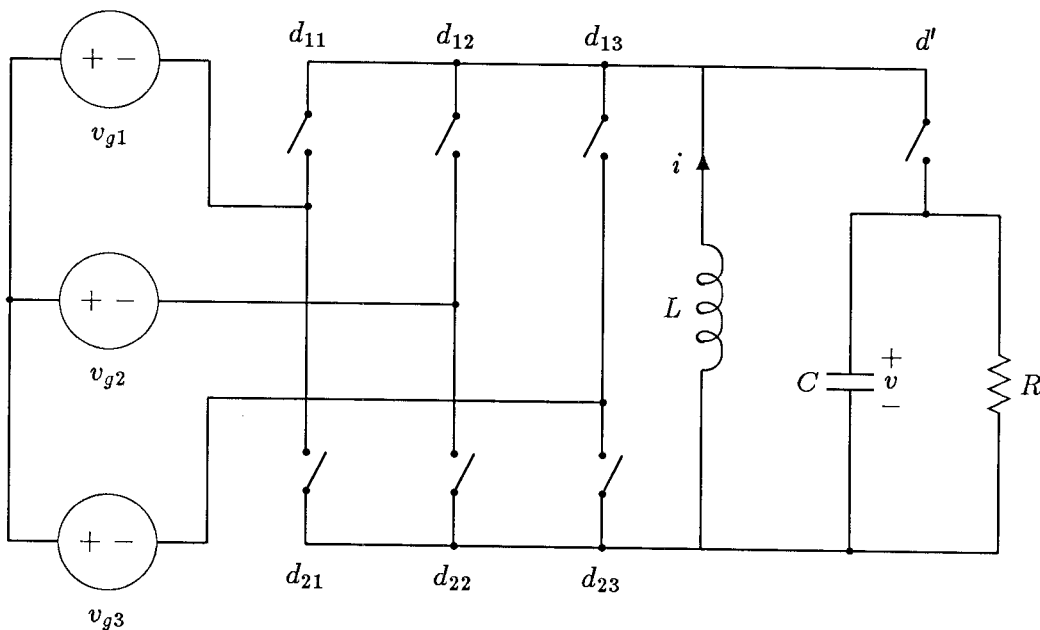 d11 d12 d13 d'
+ −
vg1
i
+ −
vg2
L
C + v − R
+ −
vg3
d21 d22 d23